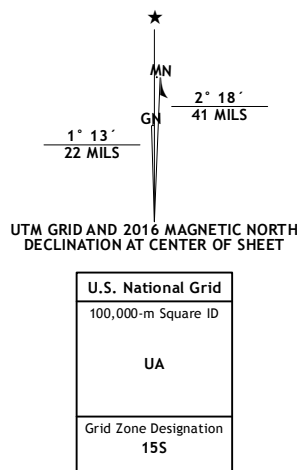 ★
MN
GN
2° 18´
41 MILS
1° 13´
22 MILS
UTM GRID AND 2016 MAGNETIC NORTH
DECLINATION AT CENTER OF SHEET
U.S. National Grid
100,000-m Square ID
UA
Grid Zone Designation
15S